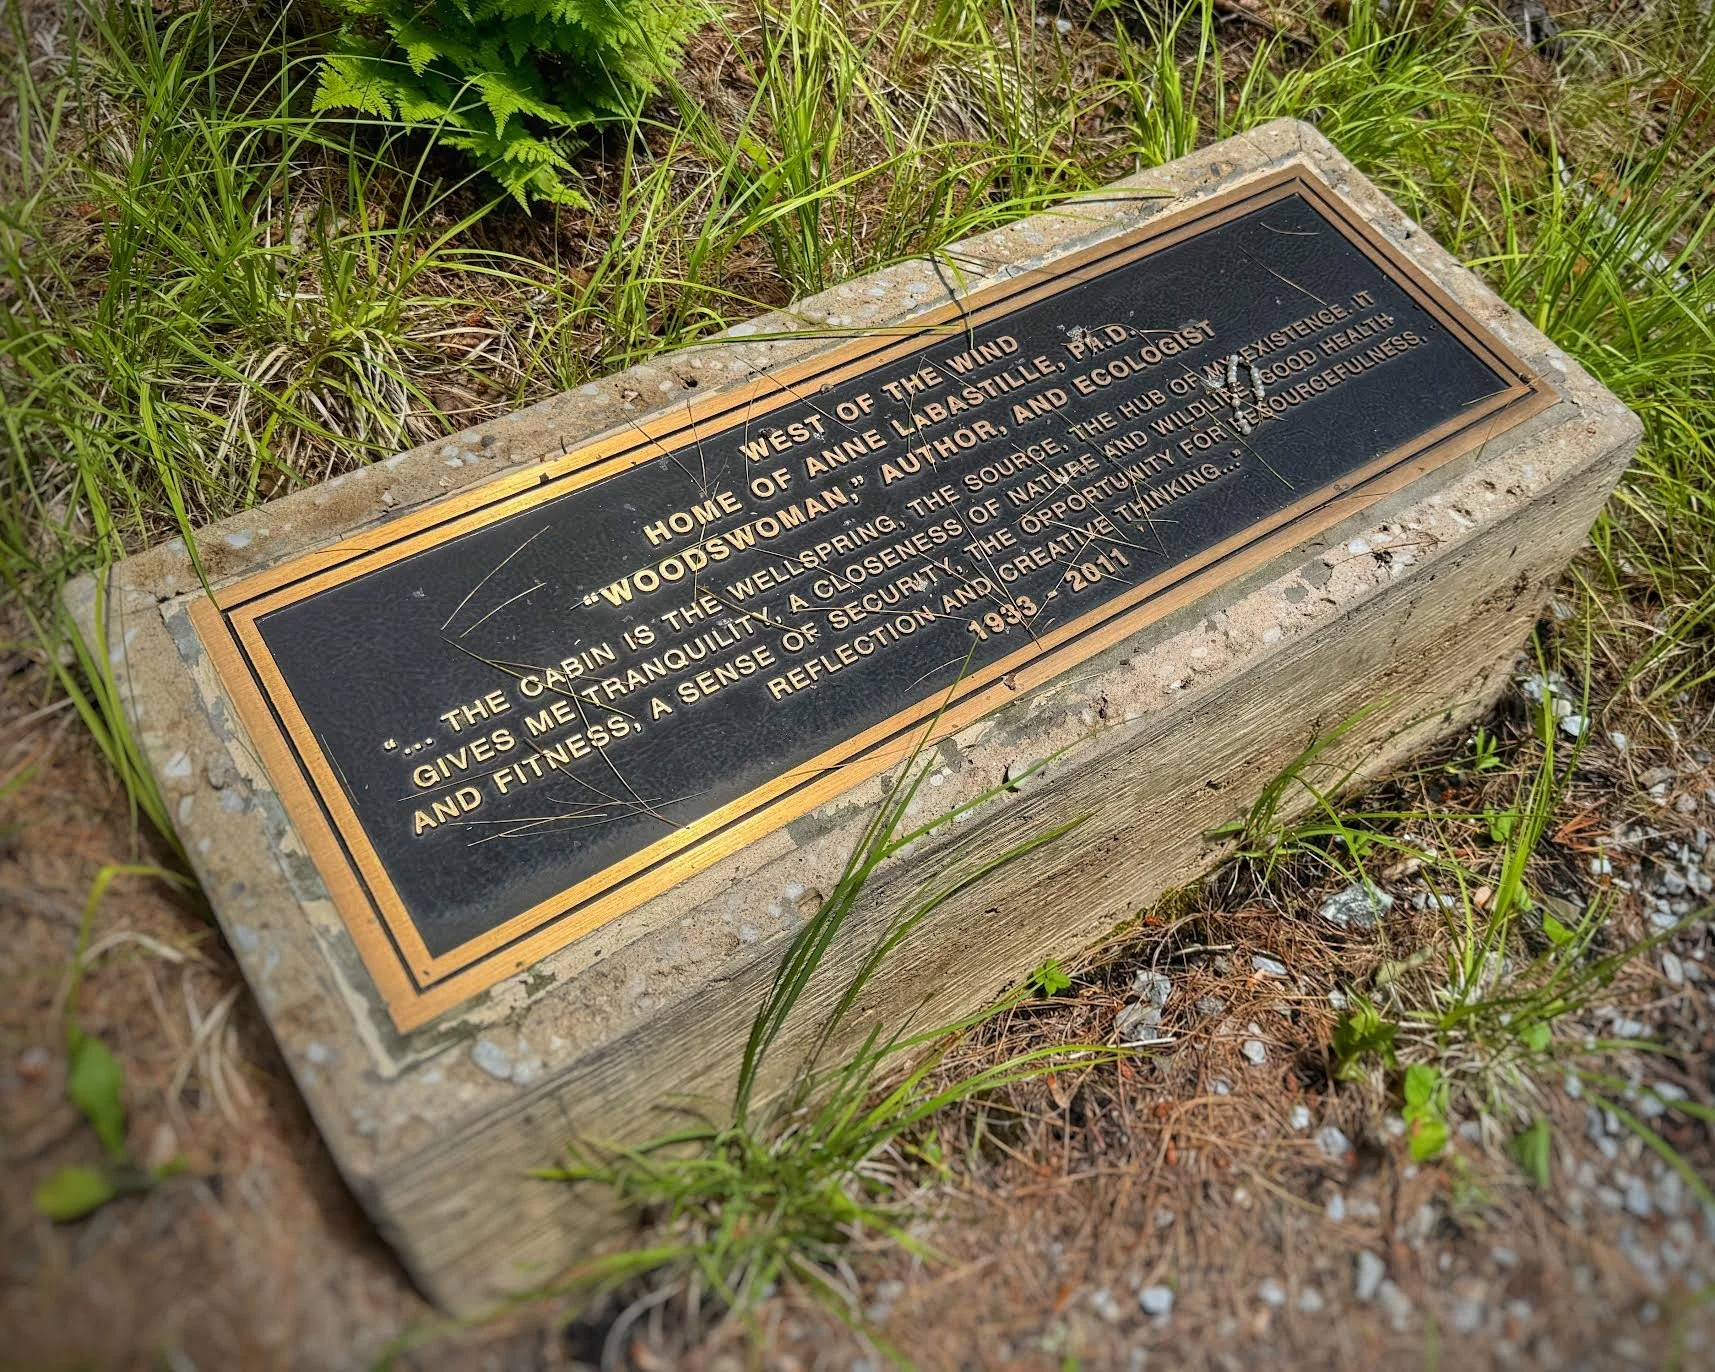 WEST OF THE WIND
HOME OF ANNE LABASTILLE, PH.D.
"WOODSWOMAN," AUTHOR, AND ECOLOGIST
"... THE CABIN IS THE WELLSPRING, THE SOURCE, THE HUB OF MY EXISTENCE. IT
GIVES ME TRANQUILITY, A CLOSENESS OF NATURE AND WILDLIFE, GOOD HEALTH
AND FITNESS, A SENSE OF SECURITY, THE OPPORTUNITY FOR RESOURCEFULNESS,
REFLECTION AND CREATIVE THINKING..."
1933 - 2011